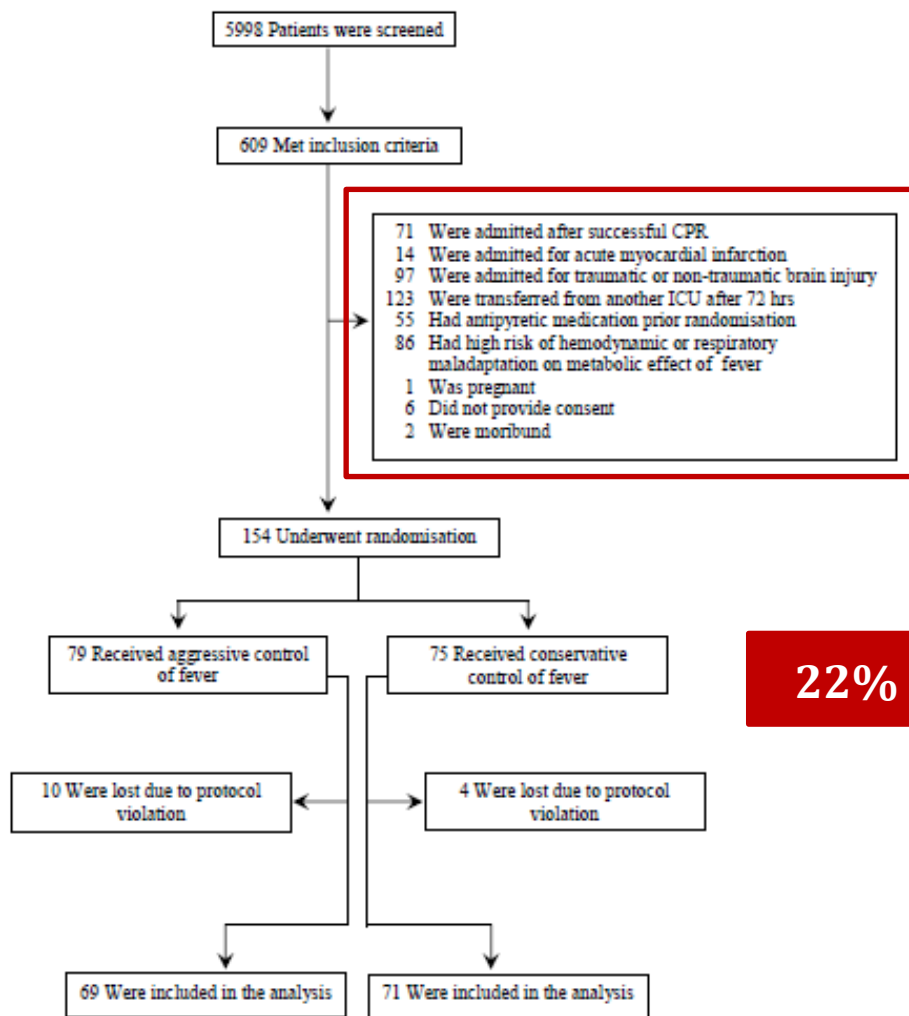 5998 Patients were screened
609 Met inclusion criteria
71 Were admitted after successful CPR
14 Were admitted for acute myocardial infarction
97 Were admitted for traumatic or non-traumatic brain injury
123 Were transferred from another ICU after 72 hrs
55 Had antipyretic medication prior randomisation
86 Had high risk of hemodynamic or respiratory
maladaptation on metabolic effect of fever
1 Was pregnant
6 Did not provide consent
2 Were moribund
154 Underwent randomisation
79 Received aggressive control
of fever
75 Received conservative
control of fever
22%
10 Were lost due to protocol
violation
4 Were lost due to protocol
violation
69 Were included in the analysis
71 Were included in the analysis